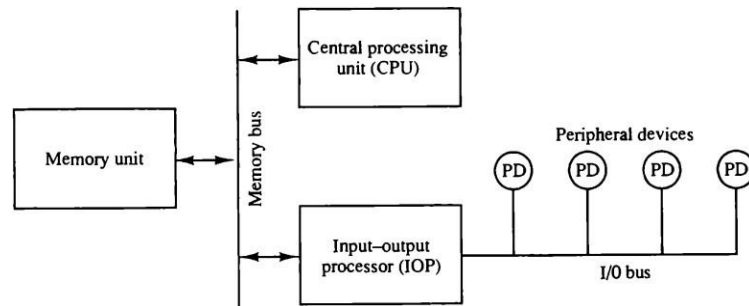 Central processing
unit (CPU)
Memory unit
Memory bus
Peripheral devices
PD PD PD PD
Input–output
processor (IOP)
I/0 bus